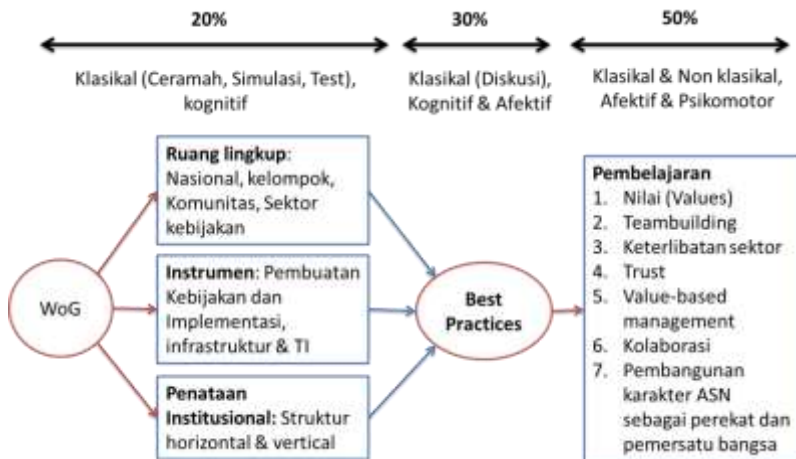 20%
30%
50%
Klasikal (Ceramah, Simulasi, Test),
kognitif
Klasikal (Diskusi),
Kognitif & Afektif
Klasikal & Non klasikal,
Afektif & Psikomotor
WoG
Ruang lingkup:
Nasional, kelompok,
Komunitas, Sektor
kebijakan
Instrumen: Pembuatan
Kebijakan dan
Implementasi,
infrastruktur & TI
Penataan
Institusional: Struktur
horizontal & vertical
Best
Practices
Pembelajaran
1. Nilai (Values)
2. Teambuilding
3. Keterlibatan sektor
4. Trust
5. Value-based
management
6. Kolaborasi
7. Pembangunan
karakter ASN
sebagai perekat dan
pemersatu bangsa